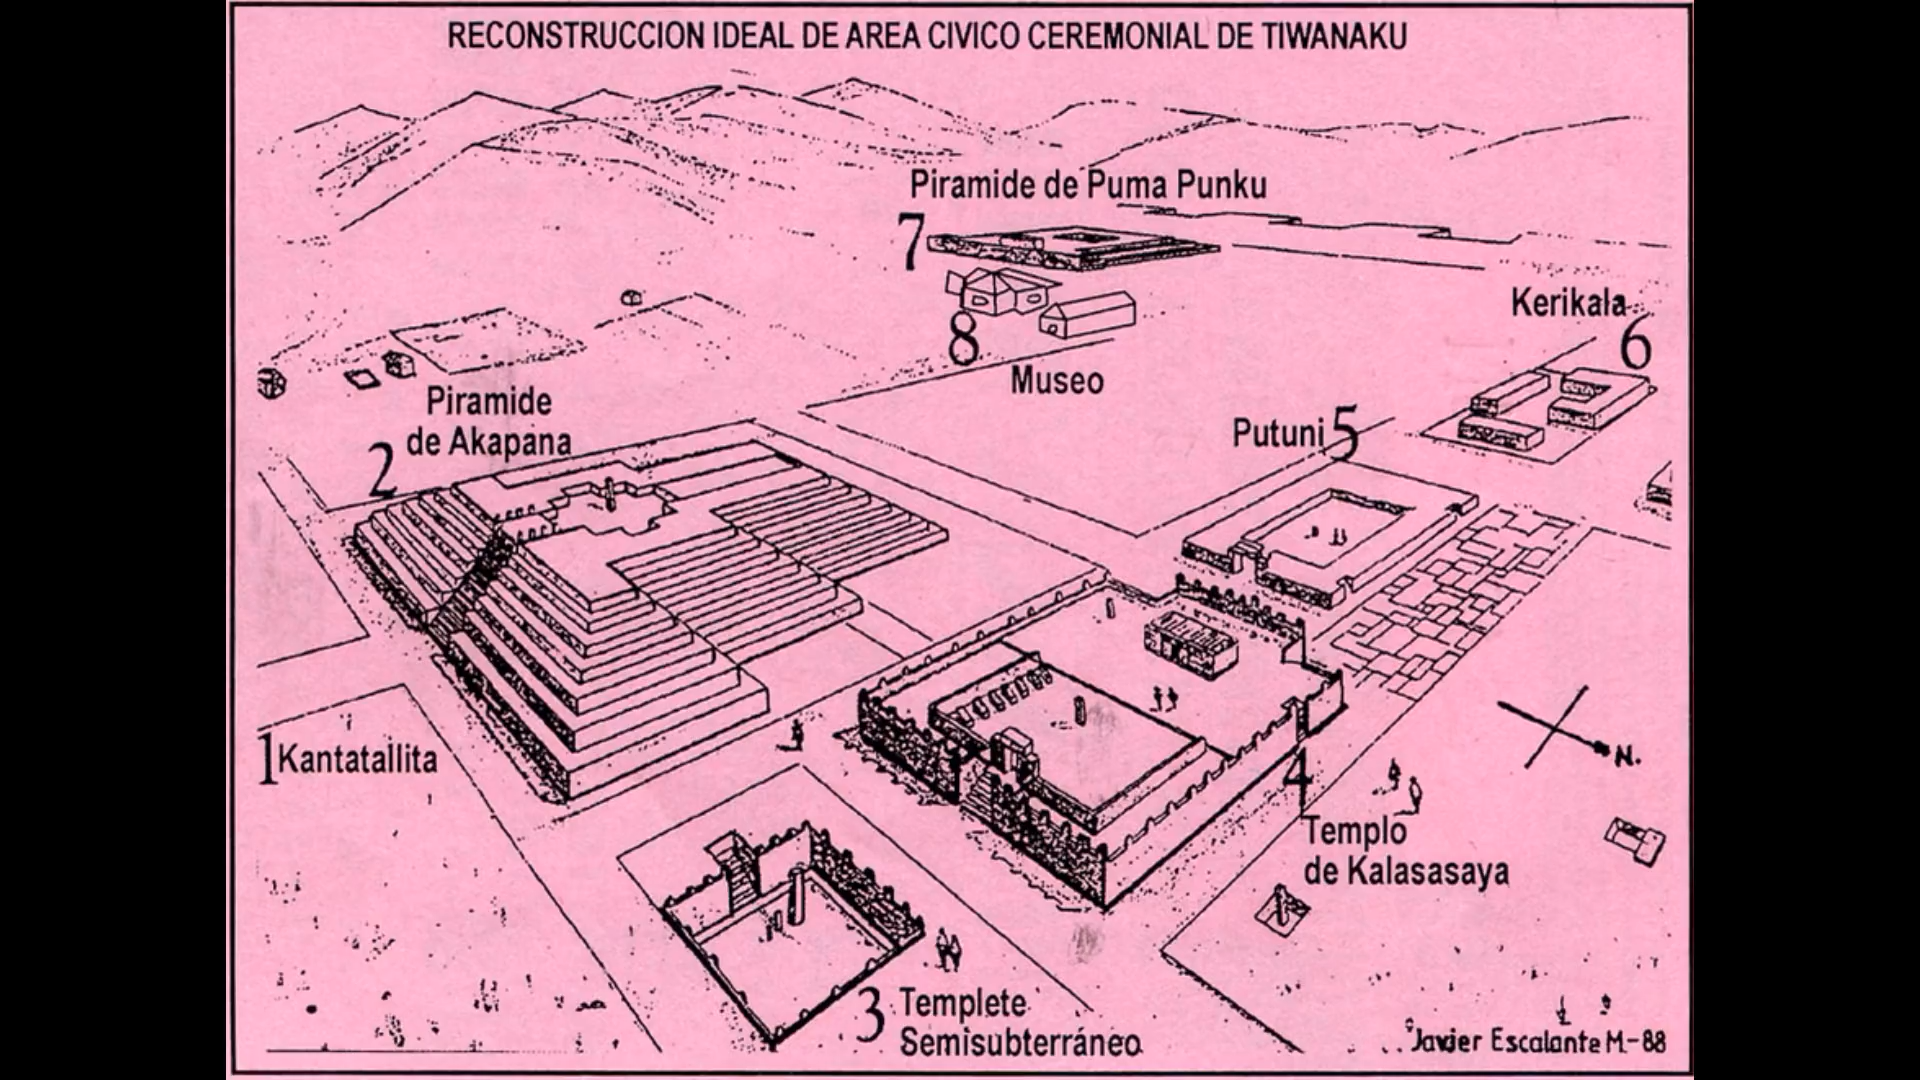 RECONSTRUCCION IDEAL DE AREA CIVICO CEREMONIAL DE TIWANAKU
Piramide de Puma Punku
7
Kerikala
6
8
Museo
Piramide
de Akapana
2
Putuni 5
1 Kantatallita
N.
4
Templo
de Kalasasaya
3 Templete
Semisubterráneo
Javier Escalante M-88